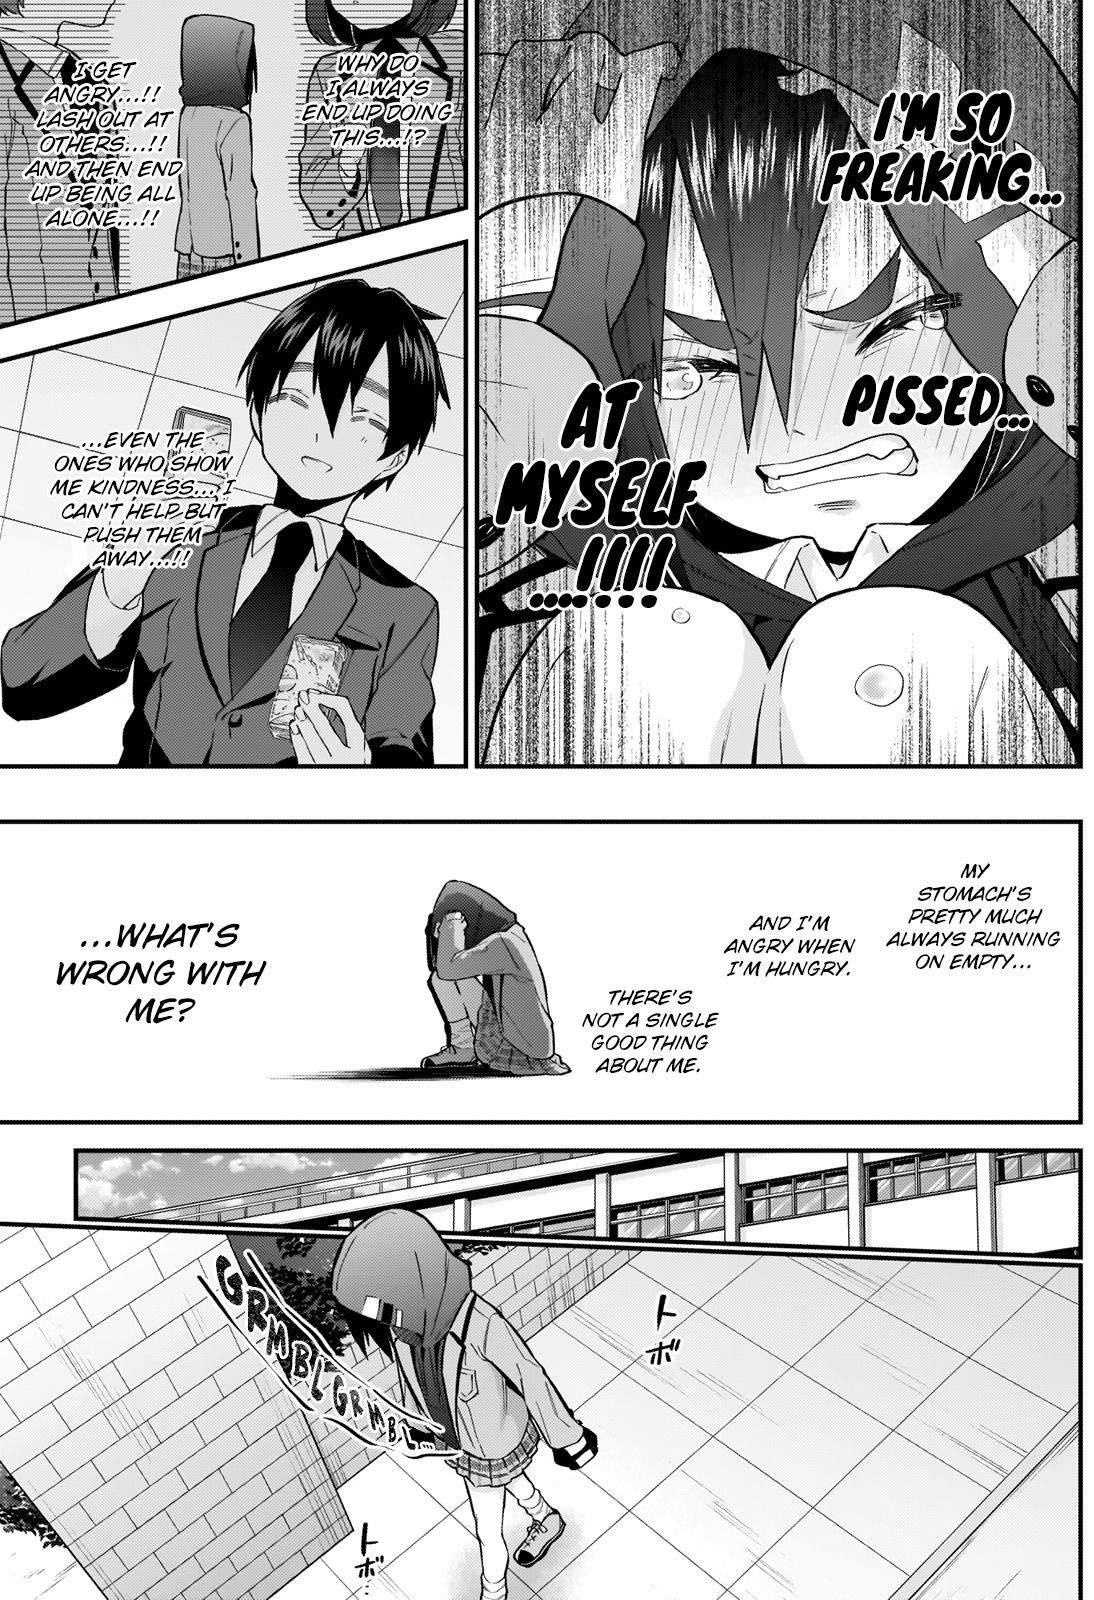 I'M SO
FREAKING...
PISSED...
AT
MYSELF
...!!!!
WHY DO
I ALWAYS
END UP DOING
THIS...!?
I GET
ANGRY...!!
LASH OUT AT
OTHERS...!!
AND THEN END
UP BEING ALL
ALONE...!!
...EVEN THE
ONES WHO SHOW
ME KINDNESS... I
CAN'T HELP BUT
PUSH THEM
AWAY...!!
MY
STOMACH'S
PRETTY MUCH
ALWAYS RUNNING
ON EMPTY...
AND I'M
ANGRY WHEN
I'M HUNGRY.
THERE'S
NOT A SINGLE
GOOD THING
ABOUT ME.
...WHAT'S
WRONG WITH
ME?
トボ
GRMBLGRMBL...
トボ